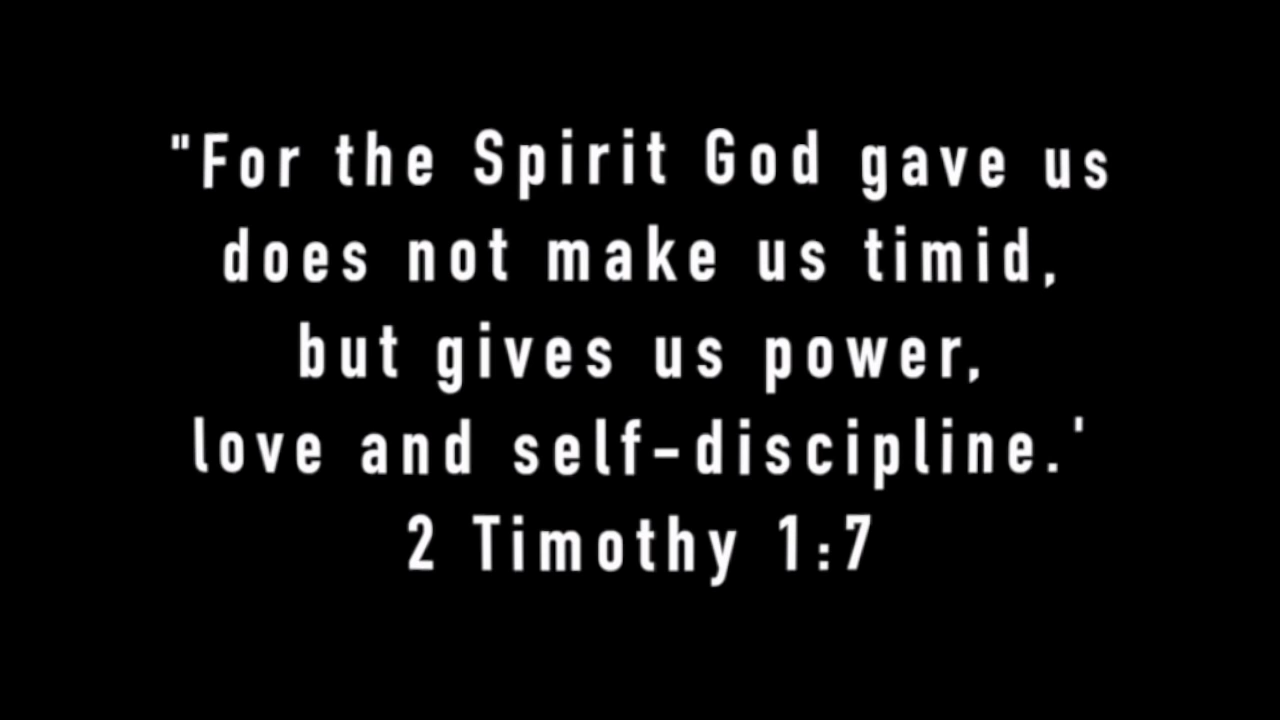 "For the Spirit God gave us
does not make us timid,
but gives us power,
love and self-discipline.'
2 Timothy 1:7